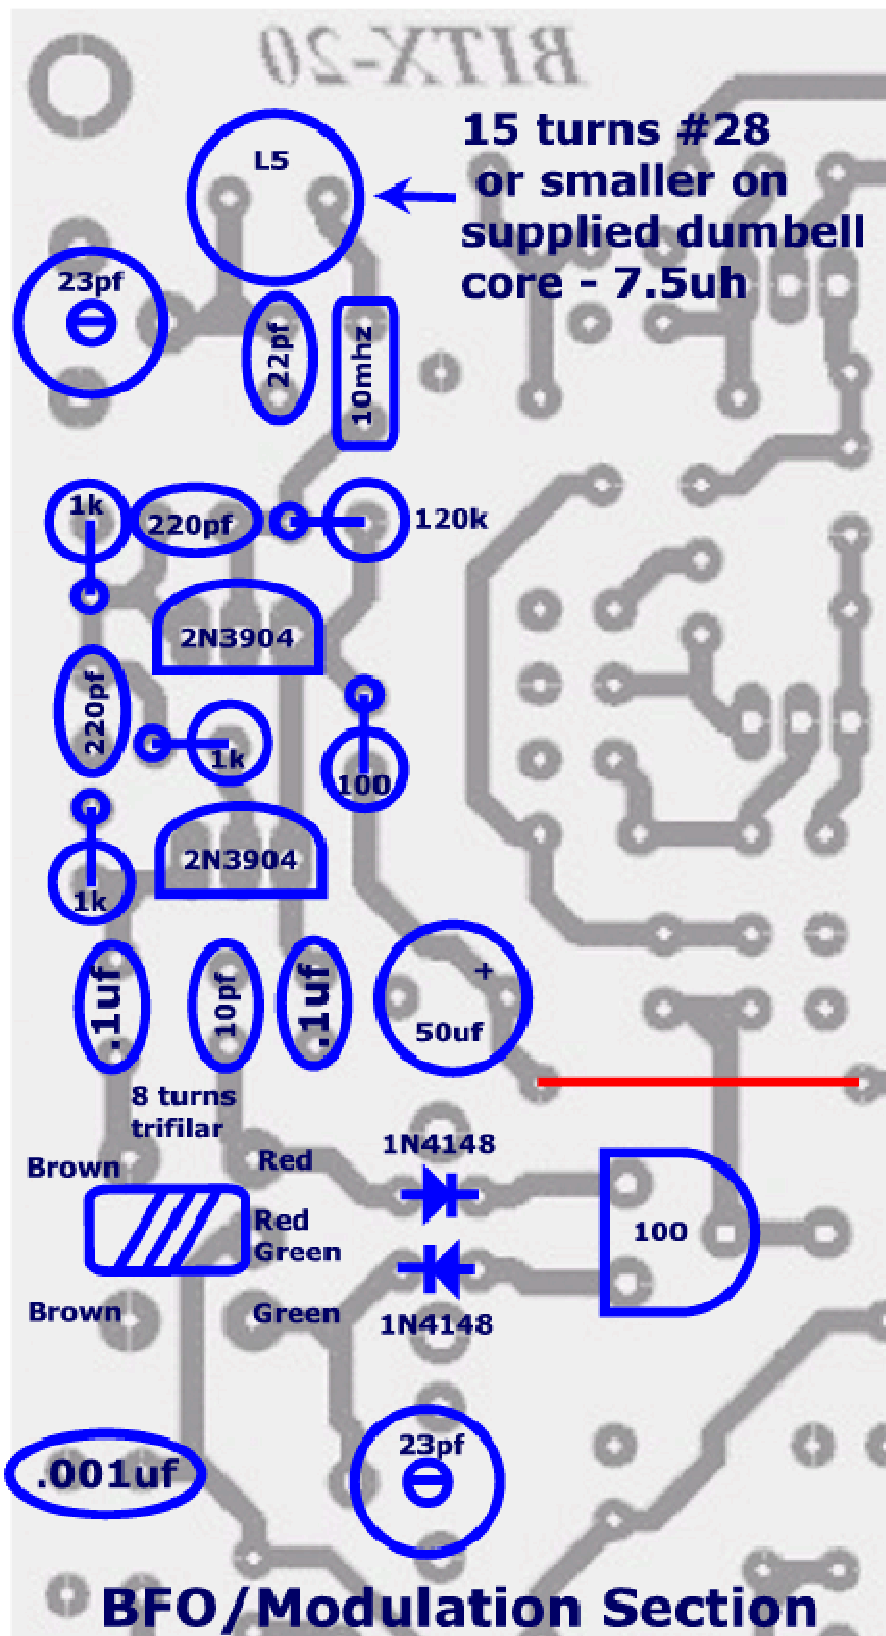 BITX-20
15 turns #28
or smaller on
supplied dumbell
core - 7.5uh
L5
23pf
22pf
10mhz
1k
220pf
120k
2N3904
220pf
1k
100
2N3904
1k
.1uf
10pf
.1uf
+
50uf
8 turns
trifilar
1N4148
Brown
Red
Red
Green
100
Brown
Green
1N4148
23pf
.001uf
BFO/Modulation Section